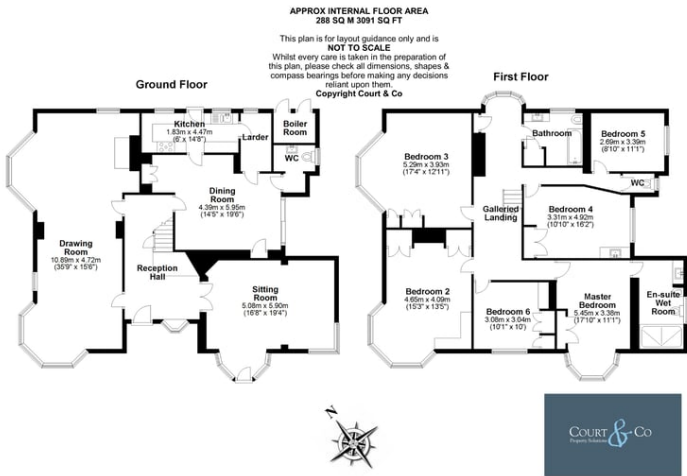 APPROX INTERNAL FLOOR AREA
288 SQ M 3091 SQ FT
This plan is for layout guidance only and is
NOT TO SCALE
Whilst every care is taken in the preparation of
this plan, please check all dimensions, shapes &
compass bearings before making any decisions
reliant upon them.
Copyright Court & Co
Ground Floor
Kitchen
1.83m x 4.47m
(6' x 14'8")
Larder
Boiler
Room
WC
Dining
Room
4.39m x 5.95m
(14'5" x 19'6")
Drawing
Room
10.89m x 4.72m
(35'9" x 15'6")
Reception
Hall
Sitting
Room
5.08m x 5.90m
(16'8" x 19'4")
First Floor
Bathroom
Bedroom 5
2.69m x 3.39m
(8'10" x 11'1")
Bedroom 3
5.29m x 3.93m
(17'4" x 12'11")
WC
Galleried
Landing
Bedroom 4
3.31m x 4.92m
(10'10" x 16'2")
Bedroom 2
4.65m x 4.09m
(15'3" x 13'5")
Bedroom 6
3.08m x 3.04m
(10'1" x 10')
Master
Bedroom
5.45m x 3.38m
(17'10" x 11'1")
En-suite
Wet
Room
N
COURT & CO
Property Solutions